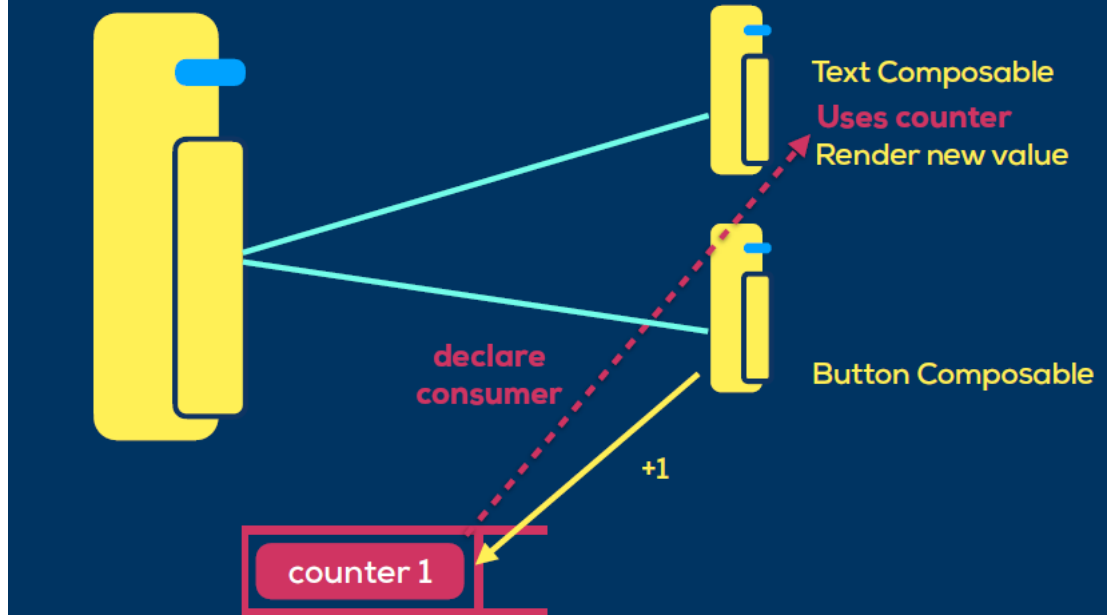 Text Composable
Uses counter
Render new value
declare
consumer
Button Composable
+1
counter 1